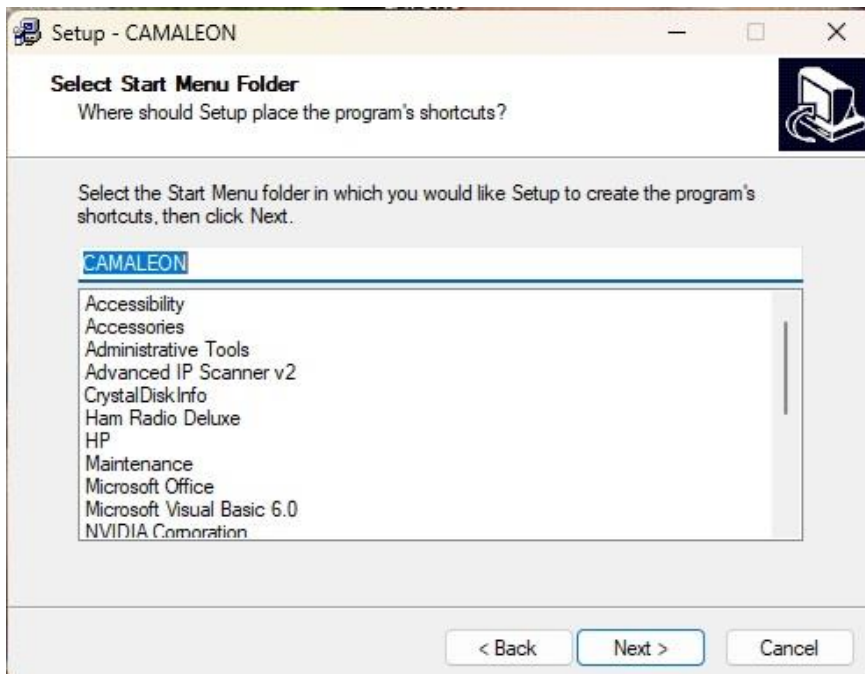 Setup - CAMALEON
Select Start Menu Folder
Where should Setup place the program's shortcuts?
Select the Start Menu folder in which you would like Setup to create the program's
shortcuts, then click Next.
CAMALEON
Accessibility
Accessories
Administrative Tools
Advanced IP Scanner v2
CrystalDiskInfo
Ham Radio Deluxe
HP
Maintenance
Microsoft Office
Microsoft Visual Basic 6.0
NVIDIA Corporation
< Back
Next >
Cancel